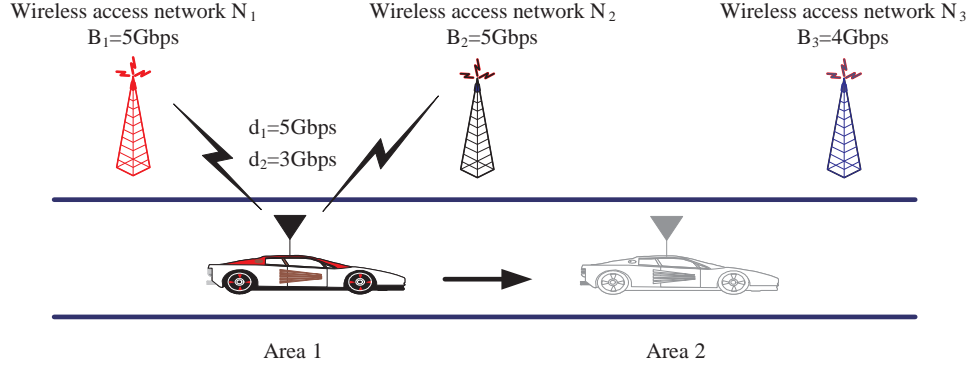 Wireless access network N₁
B₁=5Gbps
Wireless access network N₂
B₂=5Gbps
Wireless access network N₃
B₃=4Gbps
d₁=5Gbps
d₂=3Gbps
Area 1
Area 2